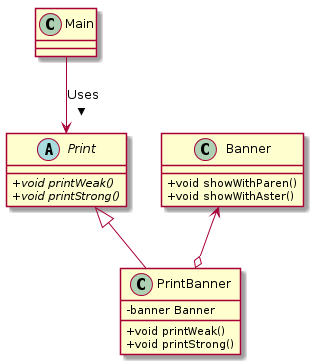 C Main
Uses
▼
A Print
+void printWeak()
+void printStrong()
C Banner
+void showWithParen()
+void showWithAster()
C PrintBanner
-banner Banner
+void printWeak()
+void printStrong()